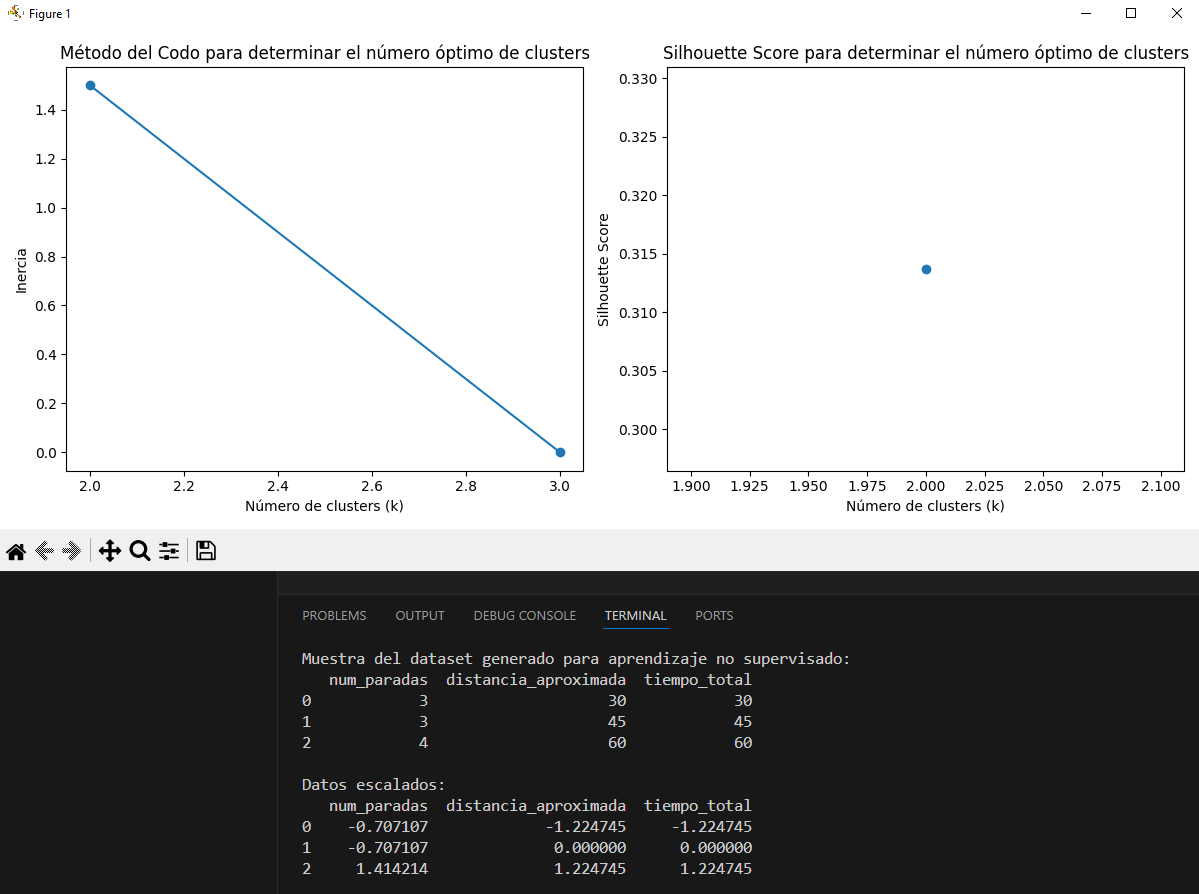 Figure 1
Método del Codo para determinar el número óptimo de clusters
1.4
1.2
1.0
0.8
0.6
0.4
0.2
0.0
Inercia
2.0 2.2 2.4 2.6 2.8 3.0
Número de clusters (k)
Silhouette Score para determinar el número óptimo de clusters
0.330
0.325
0.320
0.315
0.310
0.305
0.300
Silhouette Score
1.900 1.925 1.950 1.975 2.000 2.025 2.050 2.075 2.100
Número de clusters (k)
PROBLEMS OUTPUT DEBUG CONSOLE TERMINAL PORTS
Muestra del dataset generado para aprendizaje no supervisado:
num_paradas distancia_aproximada tiempo_total
0 3 30 30
1 3 45 45
2 4 60 60
Datos escalados:
num_paradas distancia_aproximada tiempo_total
0 -0.707107 -1.224745 -1.224745
1 -0.707107 0.000000 0.000000
2 1.414214 1.224745 1.224745